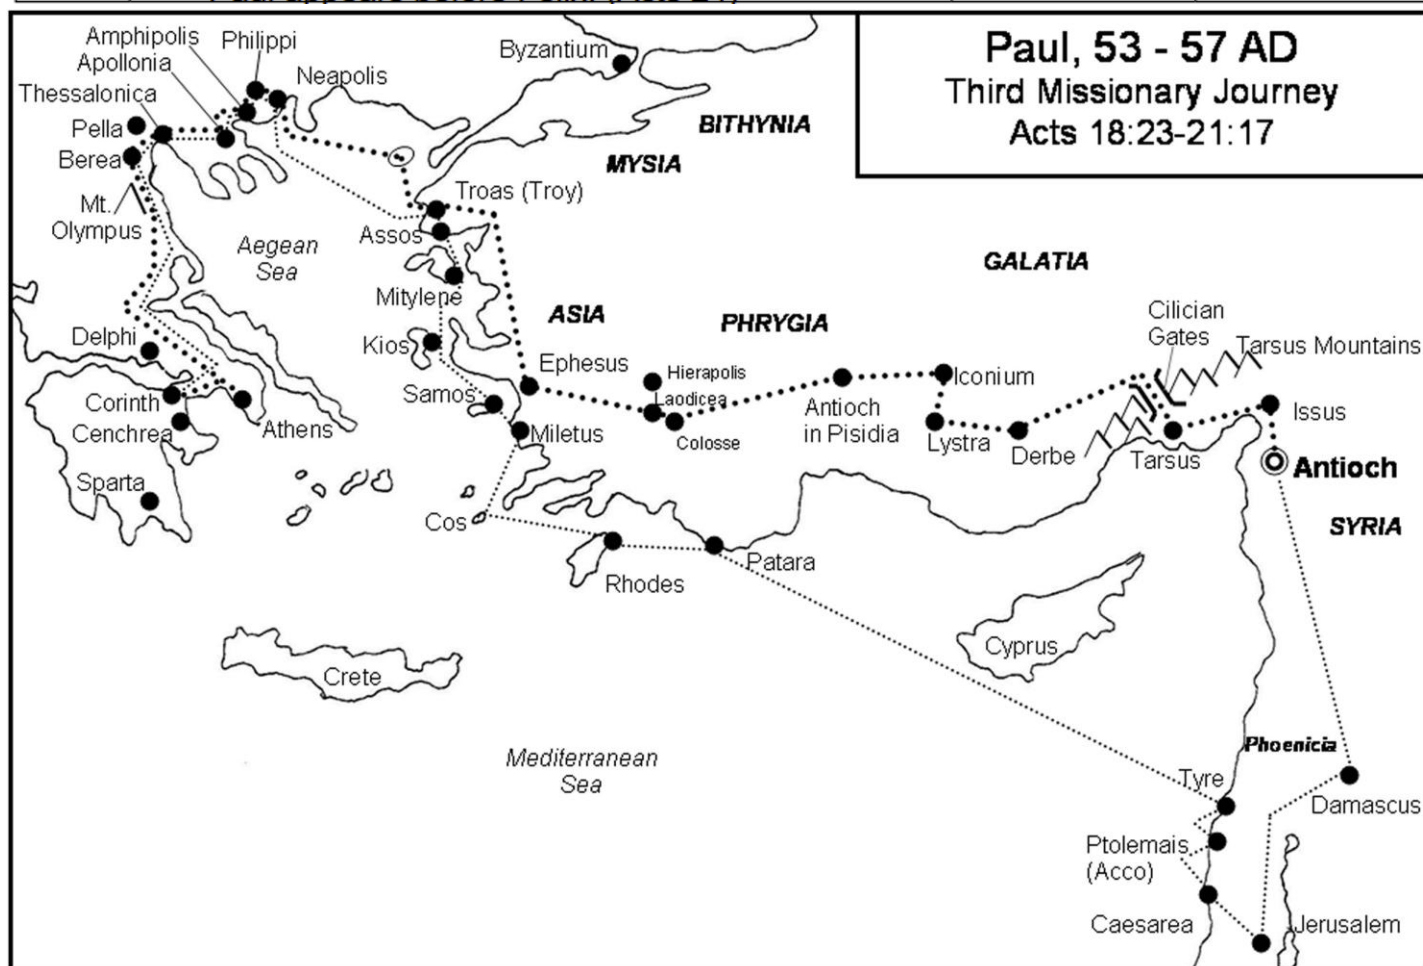 Paul, 53 - 57 AD
Third Missionary Journey
Acts 18:23-21:17
Amphipolis
Philippi
Apollonia
Neapolis
Thessalonica
Pella
Berea
Mt.
Olympus
Byzantium
BITHYNIA
MYSIA
Troas (Troy)
Assos
Aegean
Sea
Mitylene
GALATIA
ASIA
PHRYGIA
Cilician
Gates
Tarsus Mountains
Delphi
Kios
Ephesus
Hierapolis
Laodicea
Colosse
Iconium
Antioch
in Pisidia
Lystra
Derbe
Tarsus
Issus
Antioch
SYRIA
Corinth
Cenchrea
Athens
Samos
Miletus
Sparta
Cos
Rhodes
Patara
Cyprus
Crete
Mediterranean
Sea
Phoenicia
Tyre
Damascus
Ptolemais
(Acco)
Caesarea
Jerusalem